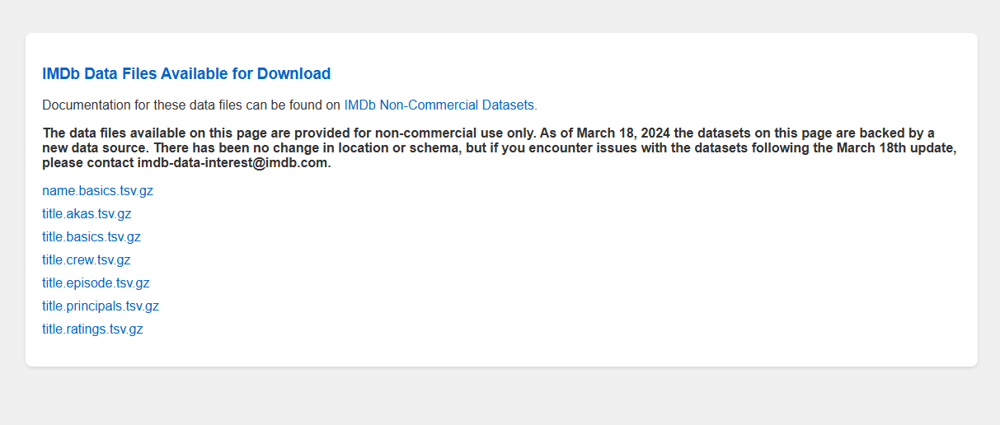 IMDb Data Files Available for Download
Documentation for these data files can be found on IMDb Non-Commercial Datasets.
The data files available on this page are provided for non-commercial use only. As of March 18, 2024 the datasets on this page are backed by a
new data source. There has been no change in location or schema, but if you encounter issues with the datasets following the March 18th update,
please contact imdb-data-interest@imdb.com.
name.basics.tsv.gz
title.akas.tsv.gz
title.basics.tsv.gz
title.crew.tsv.gz
title.episode.tsv.gz
title.principals.tsv.gz
title.ratings.tsv.gz